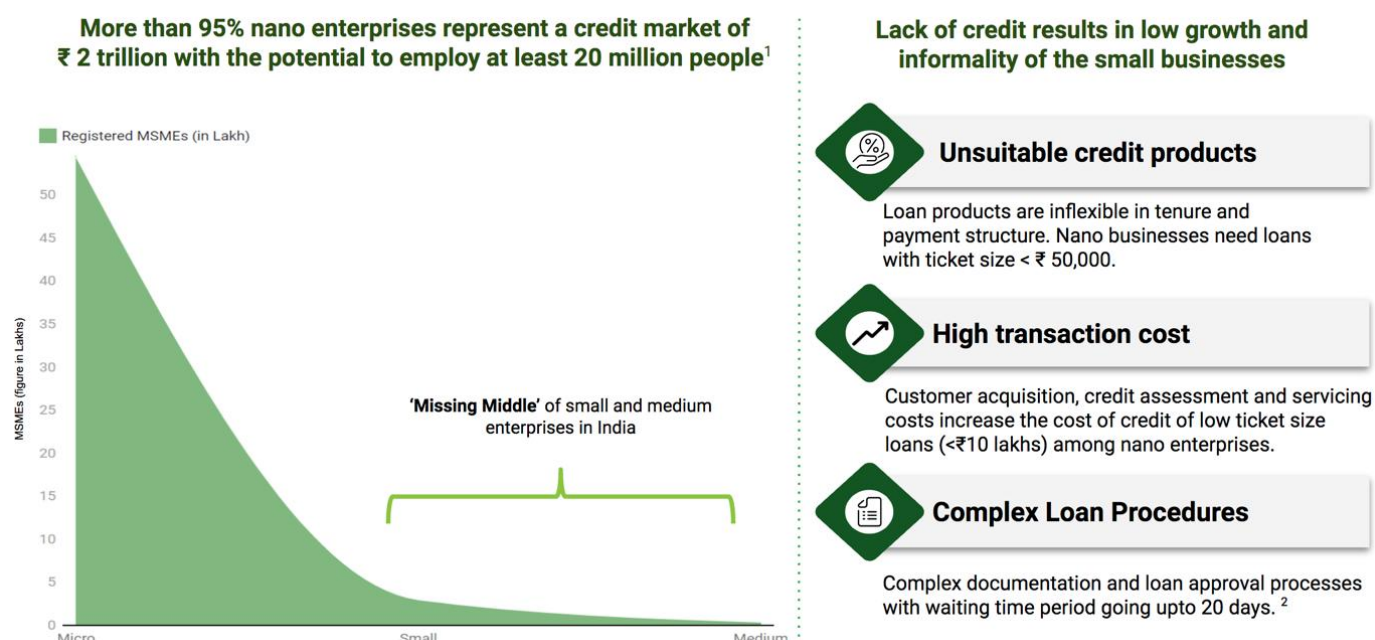 More than 95% nano enterprises represent a credit market of
₹ 2 trillion with the potential to employ at least 20 million people¹
Registered MSMEs (in Lakh)
MSMEs (figure in Lakhs)
50
45
40
35
30
25
20
15
10
5
0
Micro
Small
Medium
‘Missing Middle’ of small and medium
enterprises in India
Lack of credit results in low growth and
informality of the small businesses
%
Unsuitable credit products
Loan products are inflexible in tenure and
payment structure. Nano businesses need loans
with ticket size < ₹ 50,000.
High transaction cost
Customer acquisition, credit assessment and servicing
costs increase the cost of credit of low ticket size
loans (<₹10 lakhs) among nano enterprises.
Complex Loan Procedures
Complex documentation and loan approval processes
with waiting time period going upto 20 days. ²